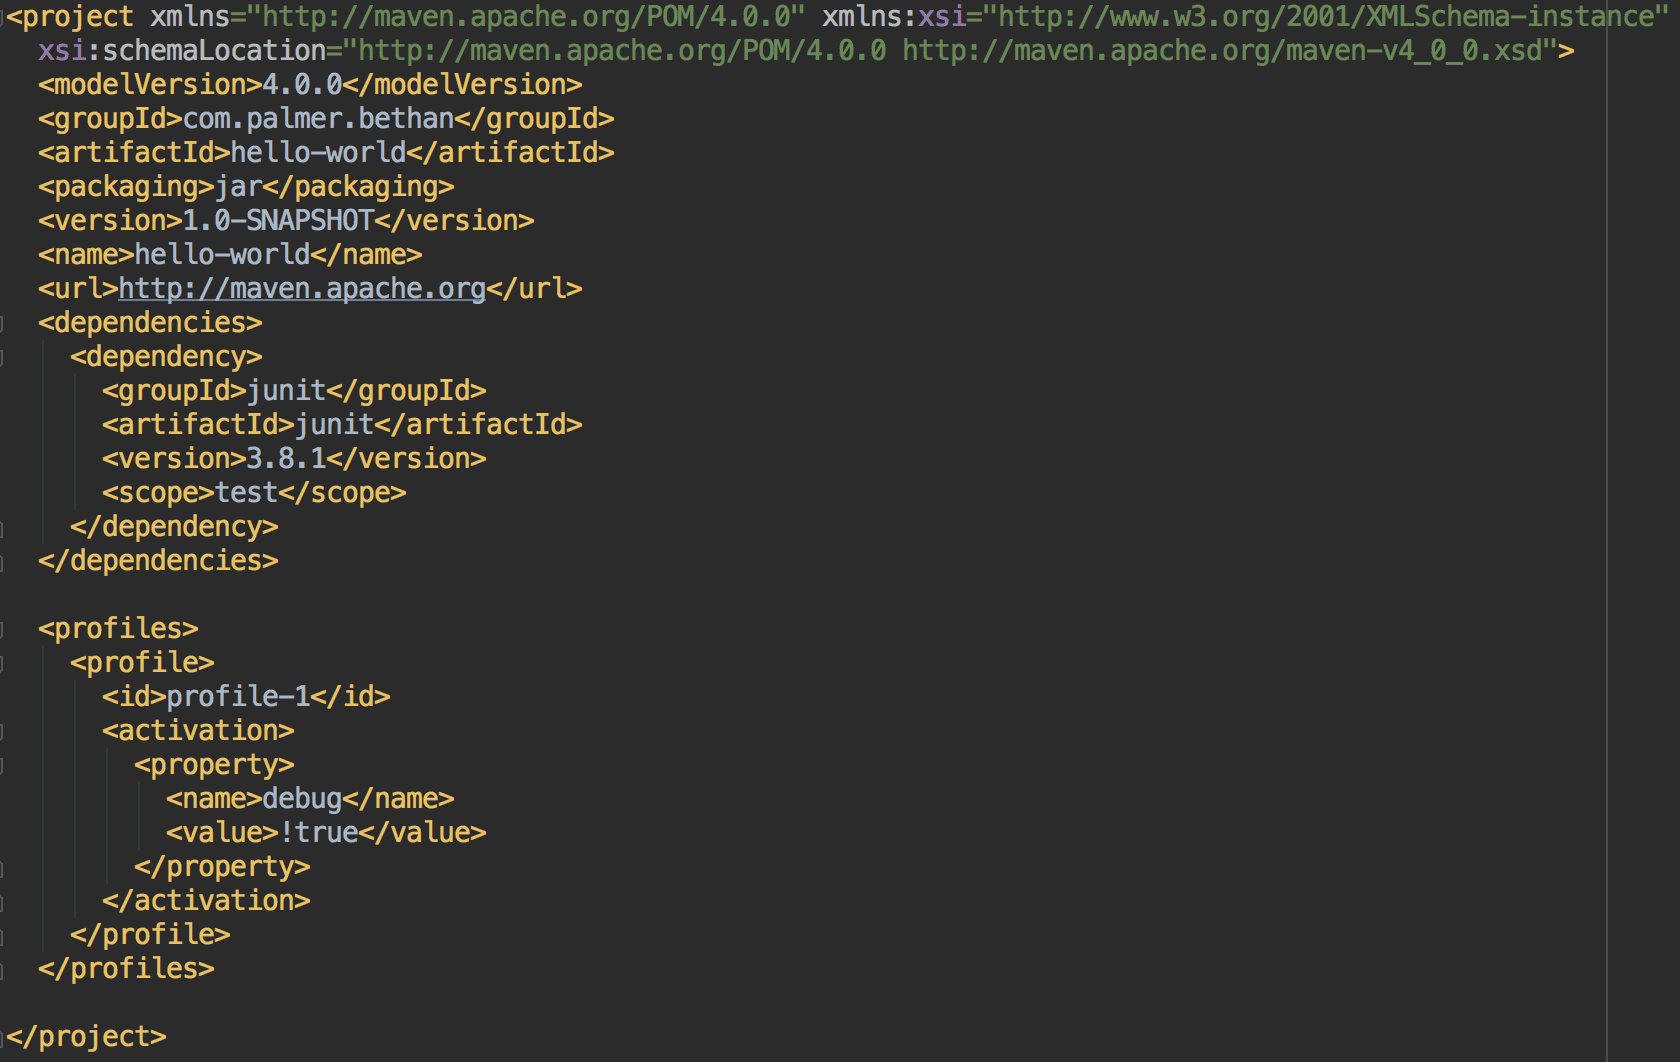 <project xmlns="http://maven.apache.org/POM/4.0.0" xmlns:xsi="http://www.w3.org/2001/XMLSchema-instance"
  xsi:schemaLocation="http://maven.apache.org/POM/4.0.0 http://maven.apache.org/maven-v4_0_0.xsd">
  <modelVersion>4.0.0</modelVersion>
  <groupId>com.palmer.bethan</groupId>
  <artifactId>hello-world</artifactId>
  <packaging>jar</packaging>
  <version>1.0-SNAPSHOT</version>
  <name>hello-world</name>
  <url>http://maven.apache.org</url>
  <dependencies>
    <dependency>
      <groupId>junit</groupId>
      <artifactId>junit</artifactId>
      <version>3.8.1</version>
      <scope>test</scope>
    </dependency>
  </dependencies>

  <profiles>
    <profile>
      <id>profile-1</id>
      <activation>
        <property>
          <name>debug</name>
          <value>!true</value>
        </property>
      </activation>
    </profile>
  </profiles>

</project>